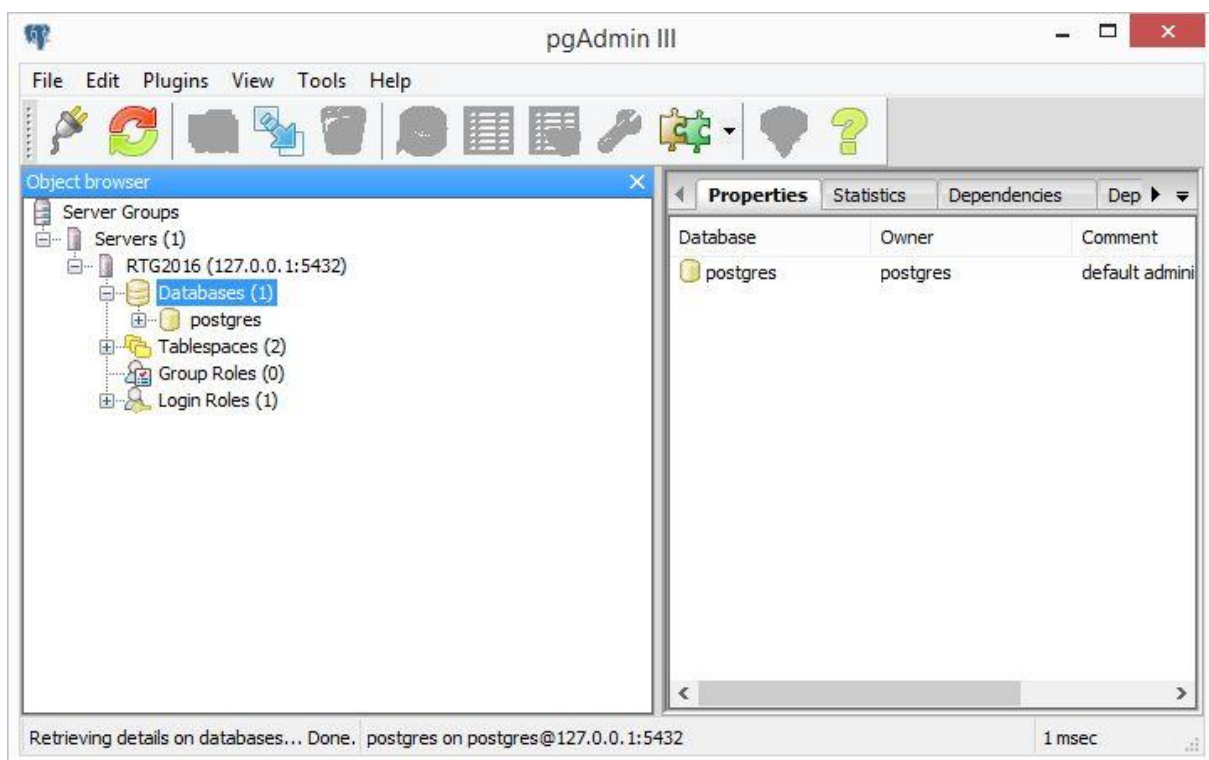 pgAdmin III
File Edit Plugins View Tools Help
Object browser
Server Groups
Servers (1)
RTG2016 (127.0.0.1:5432)
Databases (1)
postgres
Tablespaces (2)
Group Roles (0)
Login Roles (1)
Properties Statistics Dependencies Dep
Database Owner Comment
postgres postgres default admini
Retrieving details on databases... Done. postgres on postgres@127.0.0.1:5432 1 msec